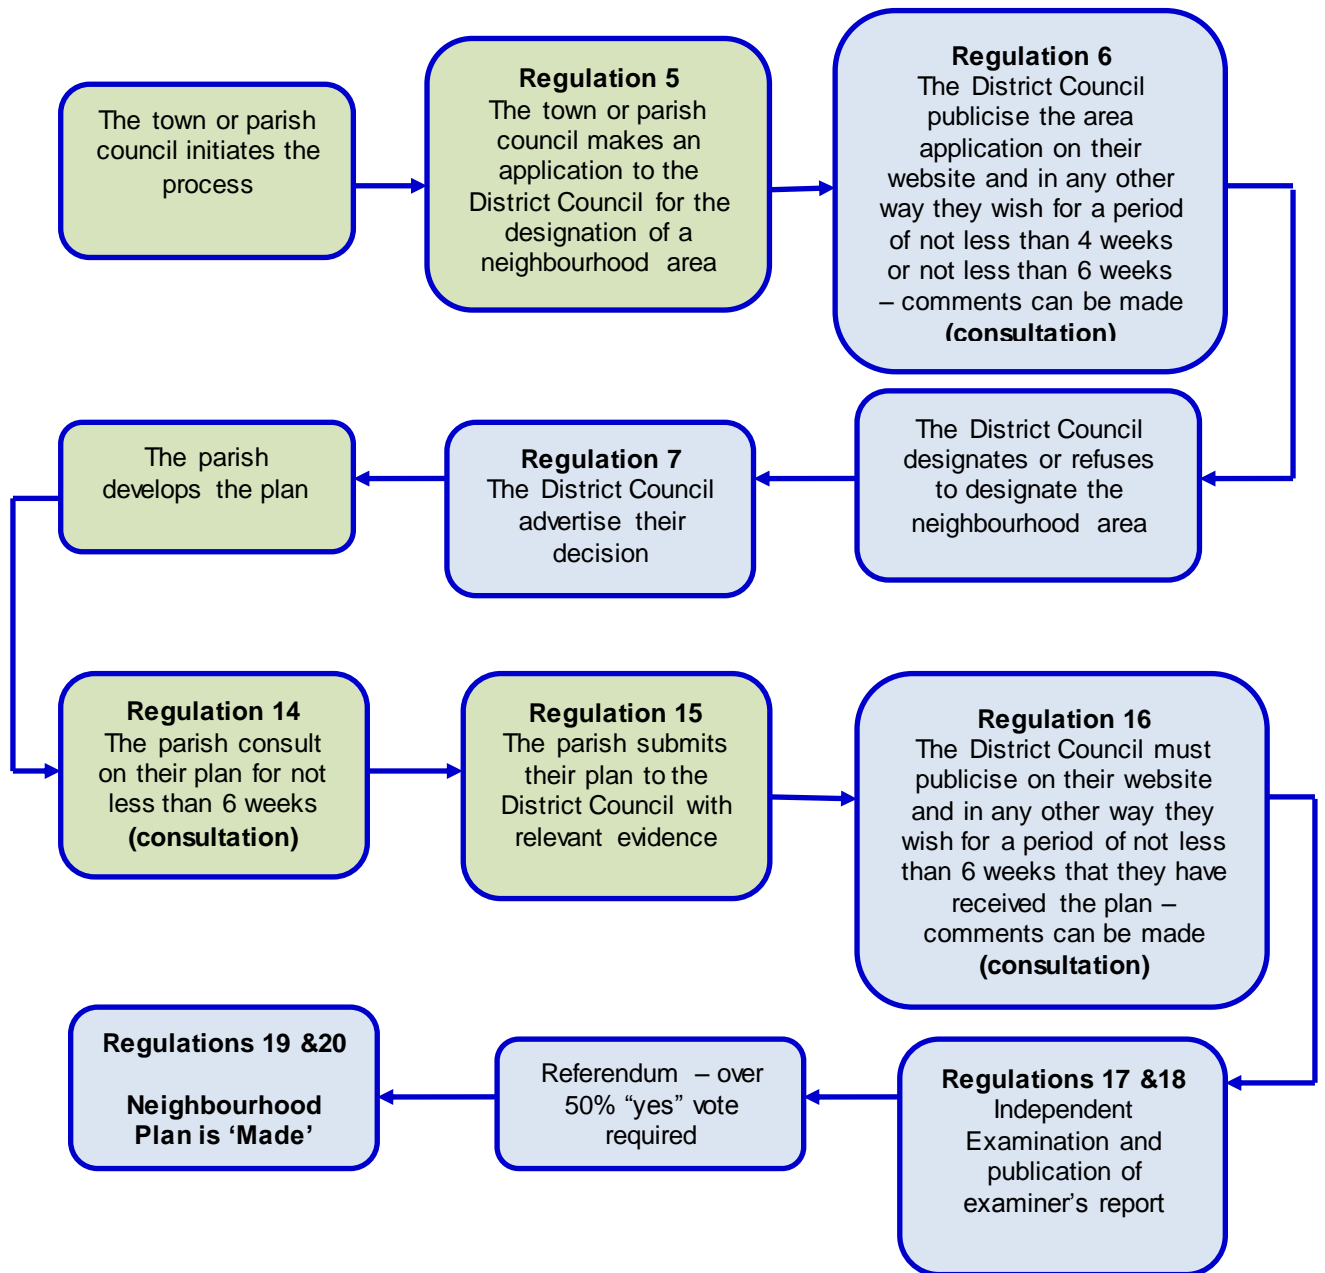 The town or parish
council initiates the
process
Regulation 5
The town or parish
council makes an
application to the
District Council for the
designation of a
neighbourhood area
Regulation 6
The District Council
publicise the area
application on their
website and in any other
way they wish for a period
of not less than 4 weeks
or not less than 6 weeks
– comments can be made
(consultation)
The District Council
designates or refuses
to designate the
neighbourhood area
Regulation 7
The District Council
advertise their
decision
The parish
develops the plan
Regulation 14
The parish consult
on their plan for not
less than 6 weeks
(consultation)
Regulation 15
The parish submits
their plan to the
District Council with
relevant evidence
Regulation 16
The District Council must
publicise on their website
and in any other way they
wish for a period of not less
than 6 weeks that they have
received the plan –
comments can be made
(consultation)
Regulations 17 &18
Independent
Examination and
publication of
examiner's report
Referendum – over
50% “yes” vote
required
Regulations 19 &20
Neighbourhood
Plan is ‘Made’